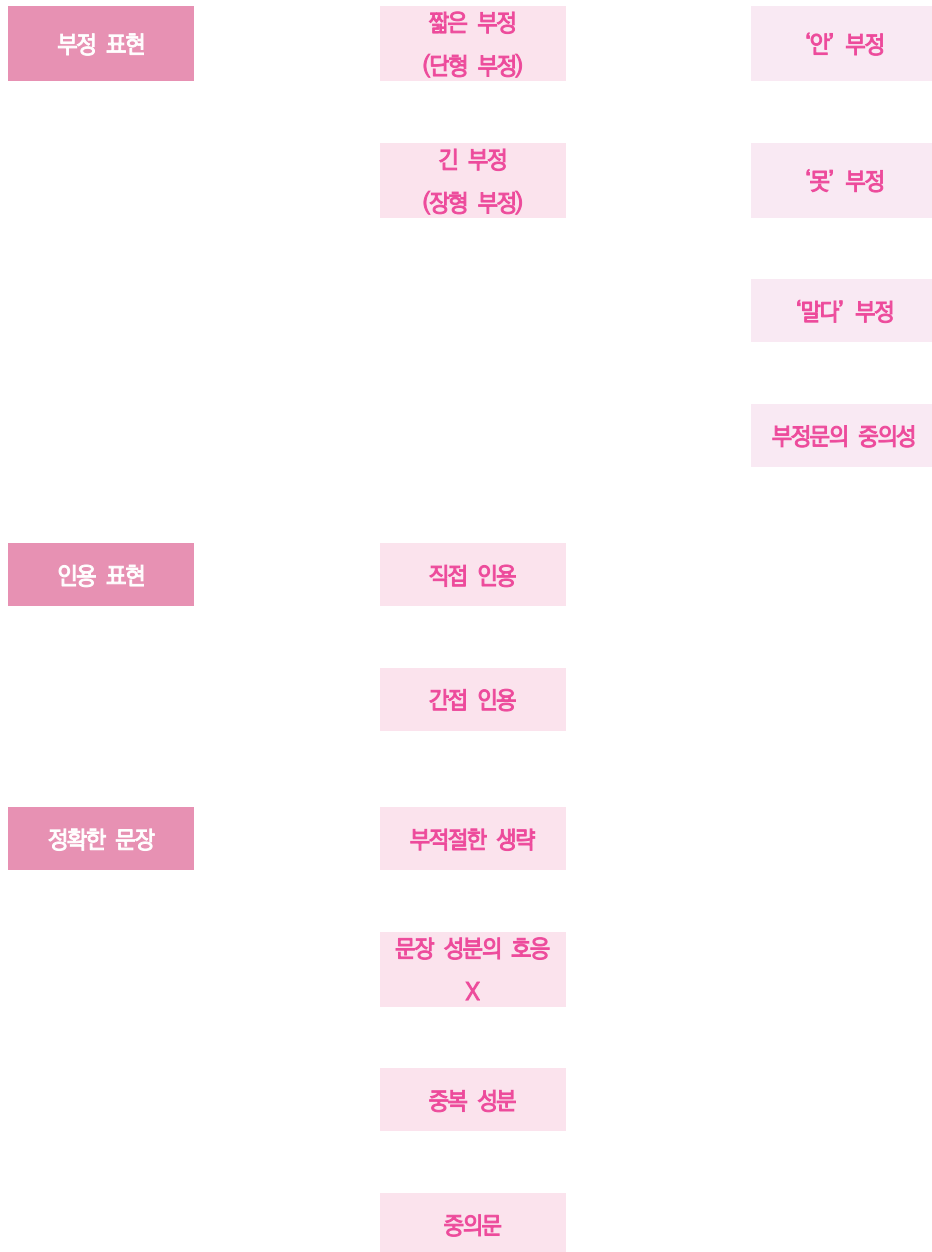 부정 표현
짧은 부정
(단형 부정)
‘안’ 부정
긴 부정
(장형 부정)
‘못’ 부정
‘말다’ 부정
부정문의 중의성
인용 표현
직접 인용
간접 인용
정확한 문장
부적절한 생략
문장 성분의 호응
X
중복 성분
중의문